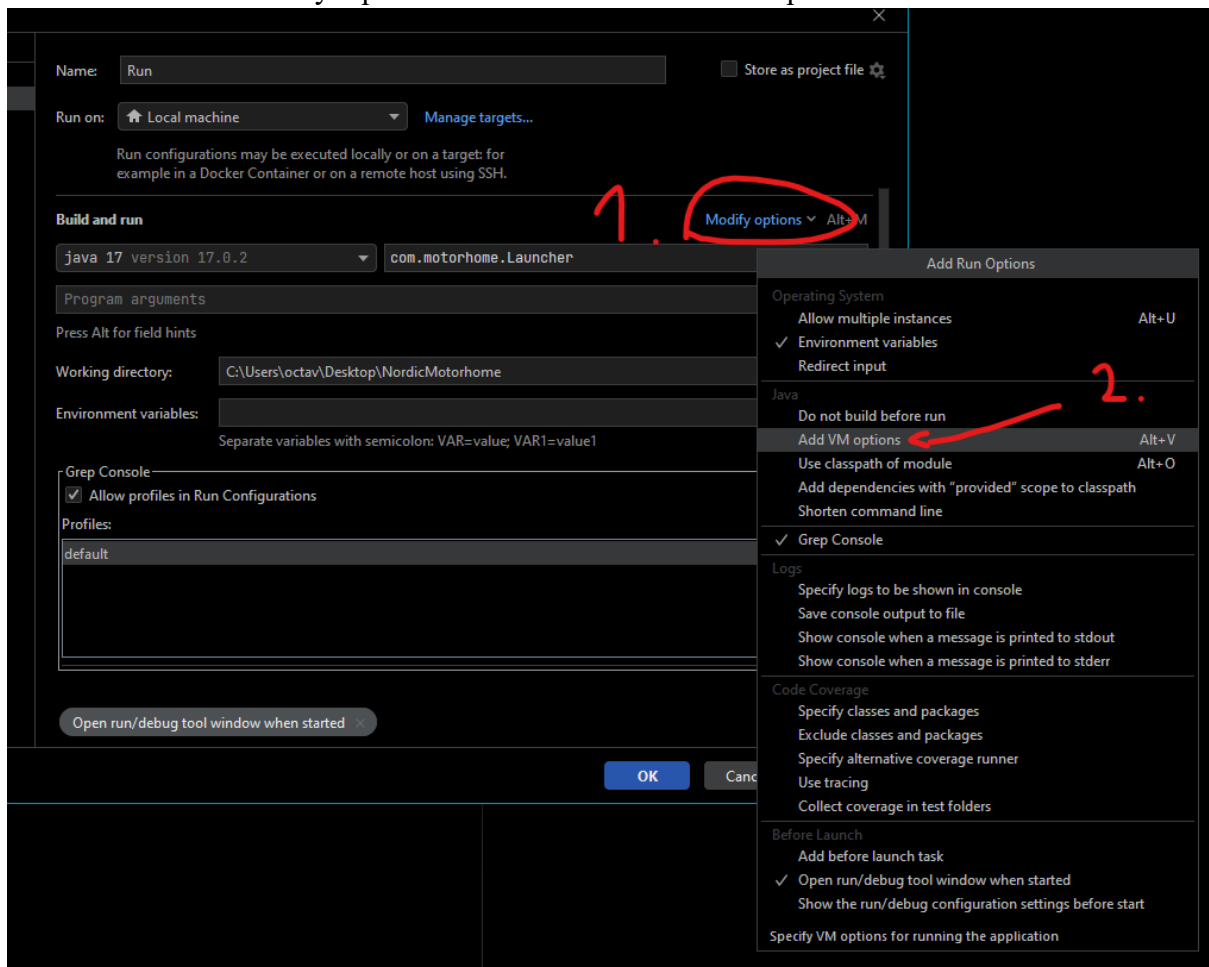 Name:
Run
Store as project file
Run on:
Local machine
Manage targets...
Run configurations may be executed locally or on a target: for
example in a Docker Container or on a remote host using SSH.
1.
Build and run
Modify options
Alt+M
java 17 version 17.0.2
com.motorhome.Launcher
Program arguments
Press Alt for field hints
Working directory:
C:\Users\octav\Desktop\NordicMotorhome
Environment variables:
Separate variables with semicolon: VAR=value; VAR1=value1
Grep Console
Allow profiles in Run Configurations
Profiles:
default
Open run/debug tool window when started
OK
Canc
Add Run Options
Operating System
Allow multiple instances Alt+U
Environment variables
Redirect input
2.
Java
Do not build before run
Add VM options Alt+V
Use classpath of module Alt+O
Add dependencies with “provided” scope to classpath
Shorten command line
Grep Console
Logs
Specify logs to be shown in console
Save console output to file
Show console when a message is printed to stdout
Show console when a message is printed to stderr
Code Coverage
Specify classes and packages
Exclude classes and packages
Specify alternative coverage runner
Use tracing
Collect coverage in test folders
Before Launch
Add before launch task
Open run/debug tool window when started
Show the run/debug configuration settings before start
Specify VM options for running the application